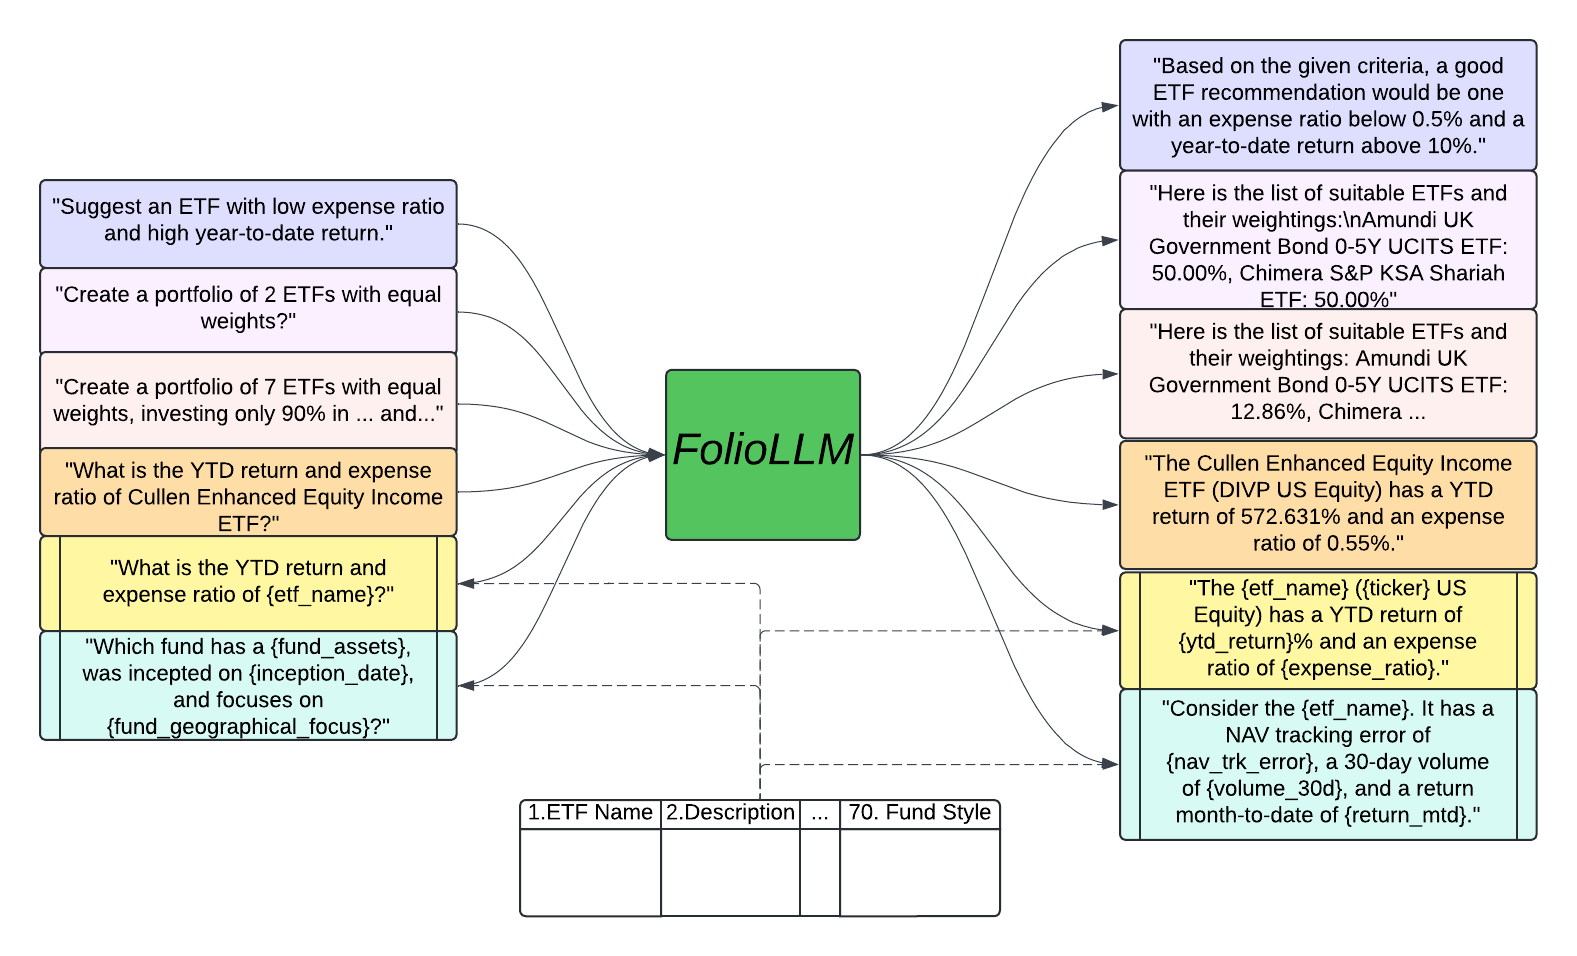 "Suggest an ETF with low expense ratio
and high year-to-date return."
"Create a portfolio of 2 ETFs with equal
weights?"
"Create a portfolio of 7 ETFs with equal
weights, investing only 90% in ... and..."
"What is the YTD return and expense
ratio of Cullen Enhanced Equity Income
ETF?"
"What is the YTD return and
expense ratio of {etf_name}?"
"Which fund has a {fund_assets},
was incepted on {inception_date},
and focuses on
{fund_geographical_focus}?"
FolioLLM
"Based on the given criteria, a good
ETF recommendation would be one
with an expense ratio below 0.5% and a
year-to-date return above 10%."
"Here is the list of suitable ETFs and
their weightings:\nAmundi UK
Government Bond 0-5Y UCITS ETF:
50.00%, Chimera S&P KSA Shariah
ETF: 50.00%"
"Here is the list of suitable ETFs and
their weightings: Amundi UK
Government Bond 0-5Y UCITS ETF:
12.86%, Chimera ...
"The Cullen Enhanced Equity Income
ETF (DIVP US Equity) has a YTD
return of 572.631% and an expense
ratio of 0.55%."
"The {etf_name} ({ticker} US
Equity) has a YTD return of
{ytd_return}% and an expense
ratio of {expense_ratio}."
"Consider the {etf_name}. It has a
NAV tracking error of
{nav_trk_error}, a 30-day volume
of {volume_30d}, and a return
month-to-date of {return_mtd}."
1.ETF Name 2.Description ... 70. Fund Style